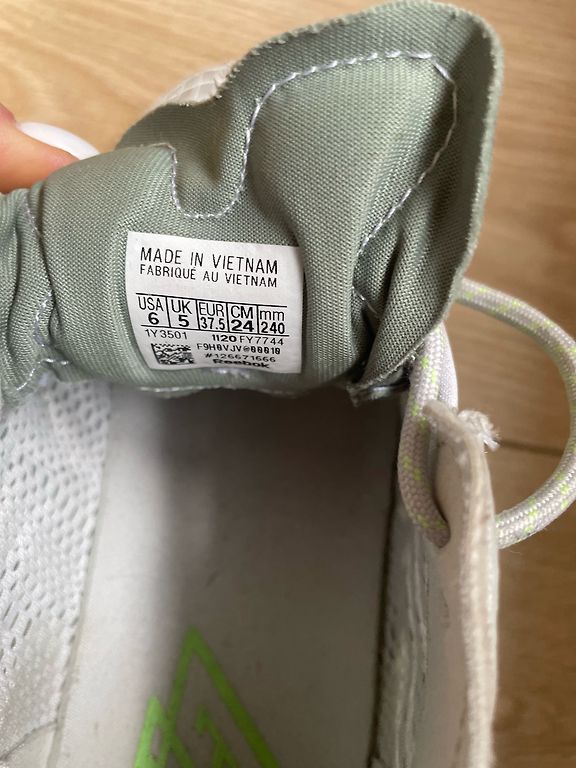 MADE IN VIETNAM
FABRIQUÉ AU VIETNAM
USA UK EUR CM mm
6 5 37.5 24 240
1Y3501 1120 FY7744
F9H0VJV@00010
#126671666
Reebok